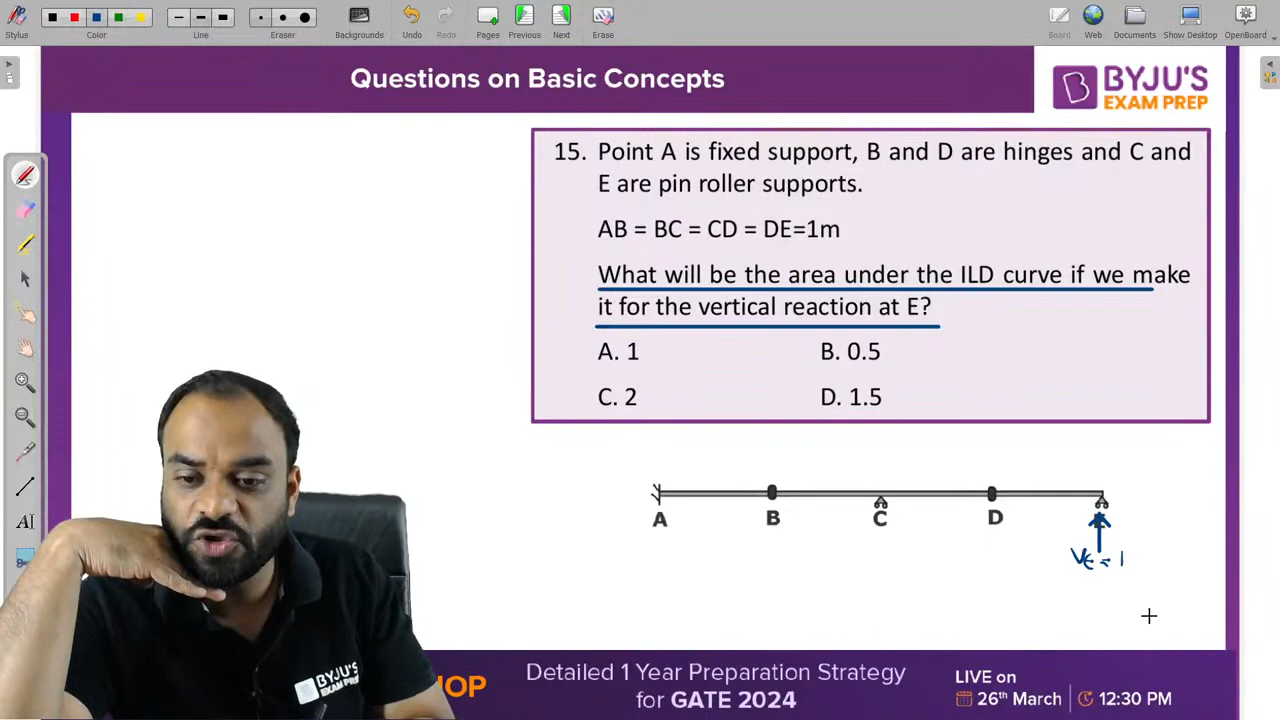 Stylus
Color
Line
Eraser
Backgrounds
Undo
Redo
Pages
Previous
Next
Erase
Board
Web
Documents
Show Desktop
OpenBoard
Questions on Basic Concepts
BYJU'S
EXAM PREP
15. Point A is fixed support, B and D are hinges and C and
E are pin roller supports.
AB = BC = CD = DE=1m
What will be the area under the ILD curve if we make
it for the vertical reaction at E?
A. 1 B. 0.5
C. 2 D. 1.5
A B C D
VE = 1
BYJU'S
EXAM PREP
Detailed 1 Year Preparation Strategy
for GATE 2024
LIVE on
26th March 12:30 PM